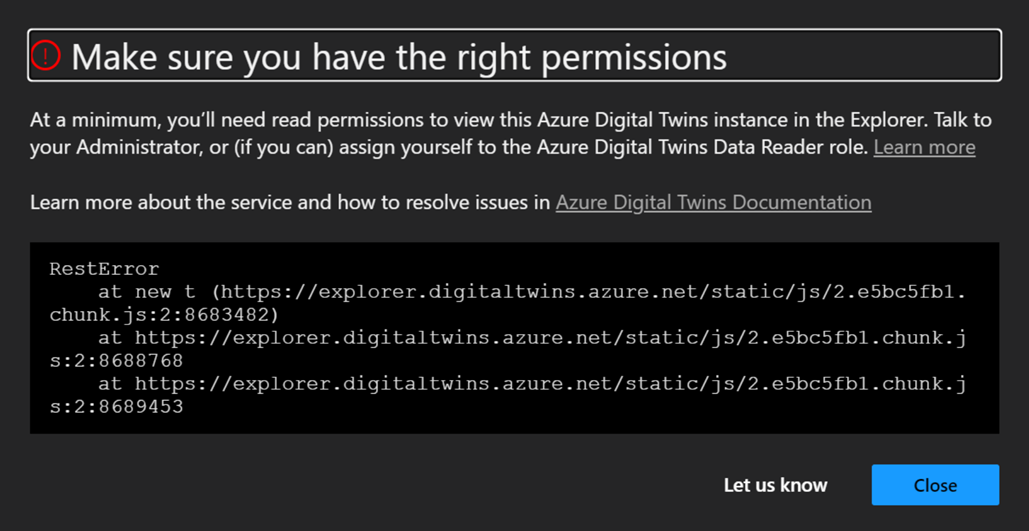 Make sure you have the right permissions
At a minimum, you’ll need read permissions to view this Azure Digital Twins instance in the Explorer. Talk to
your Administrator, or (if you can) assign yourself to the Azure Digital Twins Data Reader role. Learn more
Learn more about the service and how to resolve issues in Azure Digital Twins Documentation
RestError
at new t (https://explorer.digitaltwins.azure.net/static/js/2.e5bc5fb1.
chunk.js:2:8683482)
at https://explorer.digitaltwins.azure.net/static/js/2.e5bc5fb1.chunk.j
s:2:8688768
at https://explorer.digitaltwins.azure.net/static/js/2.e5bc5fb1.chunk.j
s:2:8689453
Let us know
Close